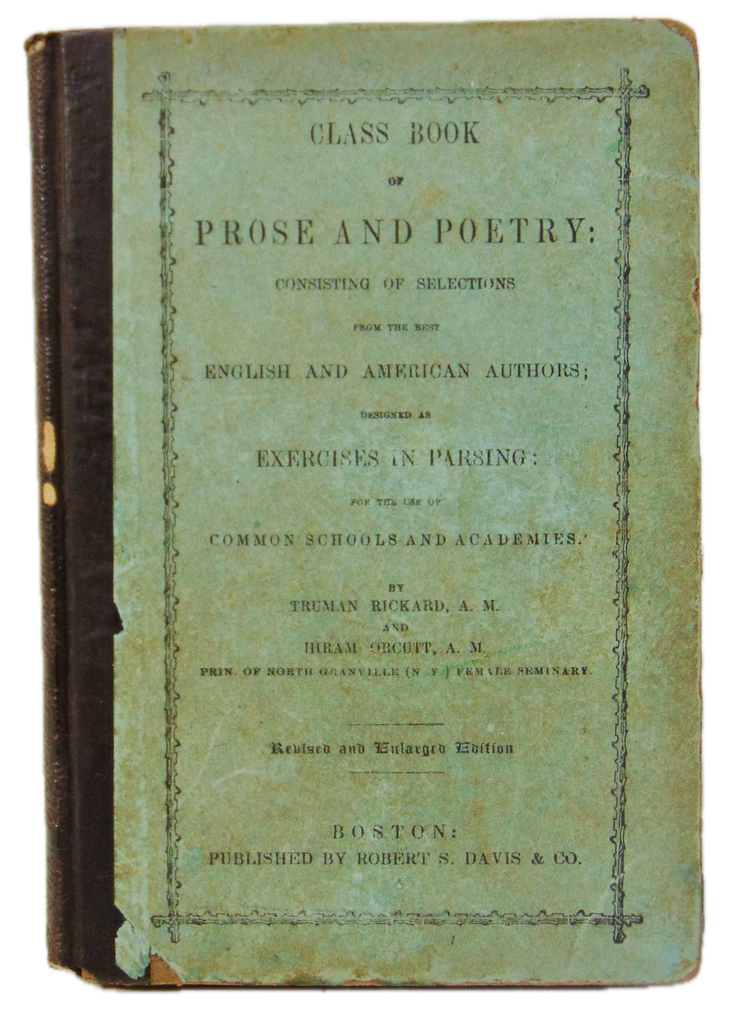 CLASS BOOK
OF
PROSE AND POETRY:
CONSISTING OF SELECTIONS
FROM THE BEST
ENGLISH AND AMERICAN AUTHORS;
DESIGNED AS
EXERCISES IN PARSING:
FOR THE USE OF
COMMON SCHOOLS AND ACADEMIES.
BY
TRUMAN RICKARD, A. M.
AND
HIRAM ORCUTT, A. M.
PRIN. OF NORTH GRANVILLE (N. Y.) FEMALE SEMINARY.
Revised and Enlarged Edition
BOSTON:
PUBLISHED BY ROBERT S. DAVIS & CO.